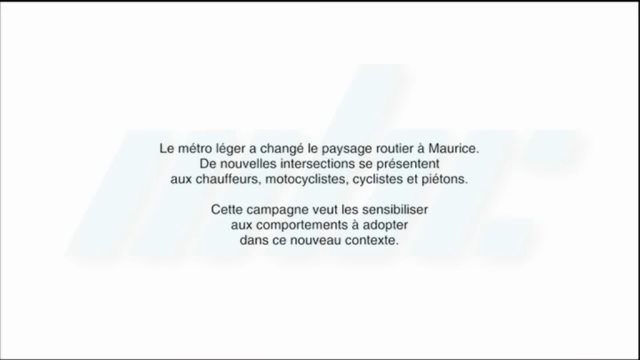 Le métro léger a changé le paysage routier à Maurice.
De nouvelles intersections se présentent
aux chauffeurs, motocyclistes, cyclistes et piétons.
Cette campagne veut les sensibiliser
aux comportements à adopter
dans ce nouveau contexte.